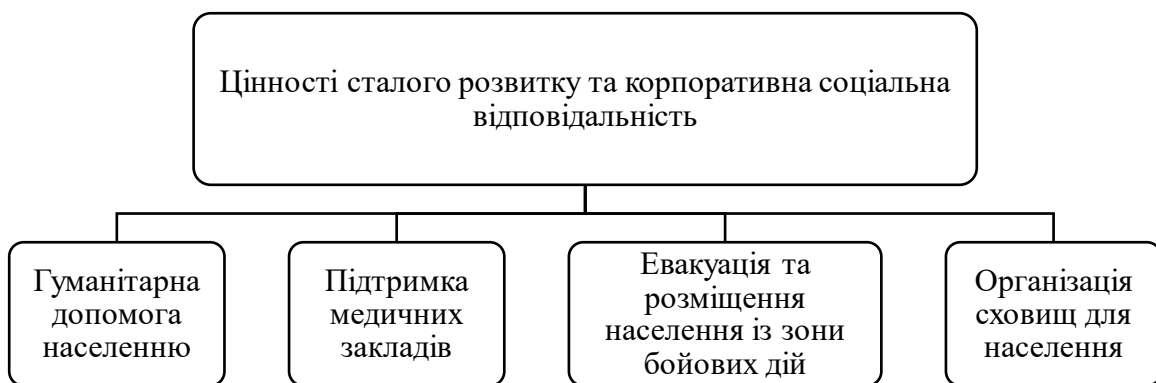 Цінності сталого розвитку та корпоративна соціальна
відповідальність
Гуманітарна
допомога
населенню
Підтримка
медичних
закладів
Евакуація та
розміщення
населення із зони
бойових дій
Організація
сховищ для
населення